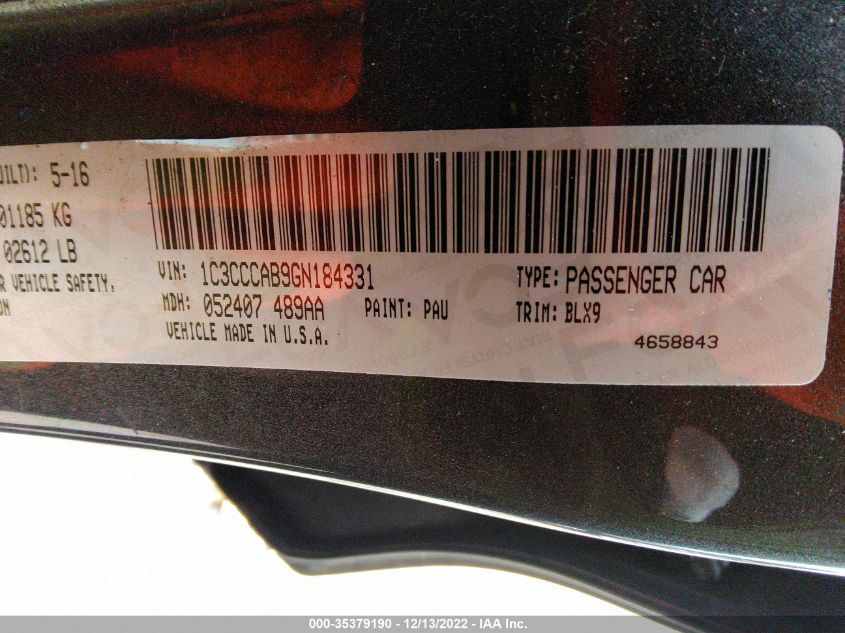 UILT): 5-16
01185 KG
02612 LB
R VEHICLE SAFETY,
ON
VIN: 1C3CCCAB9GN184331
TYPE: PASSENGER CAR
MDH: 052407 489AA
PAINT: PAU
TRIM: BLX9
VEHICLE MADE IN U.S.A.
4658843
000-35379190 - 12/13/2022 - IAA Inc.